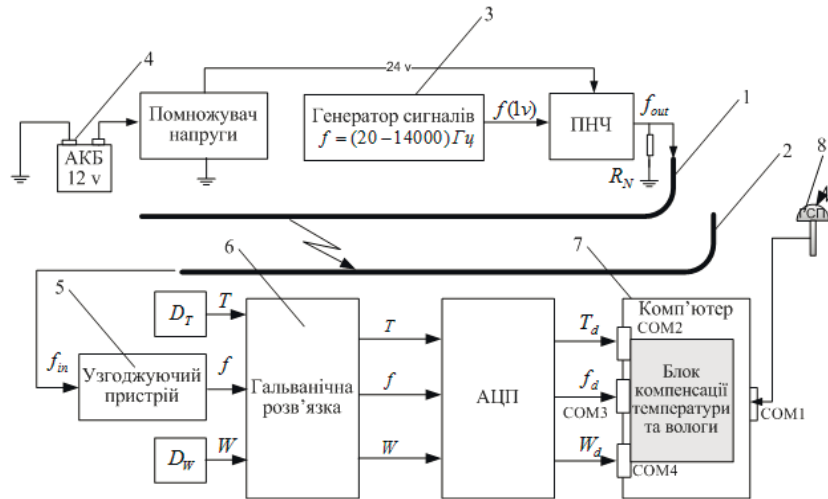 3
4
24 v
Помножувач
напруги
Генератор сигналів
f = (20 – 14000) Гц
f(1v)
ПНЧ
f_out
1
АКБ
12 v
R_N
2
8
ГСП
6
7
5
D_T
T
Комп’ютер
COM2
T
T_d
f_in
Узгоджуючий
пристрій
f
Гальванічна
розв’язка
f
АЦП
f_d
COM3
Блок
компенсації
температури
та вологи
COM1
D_W
W
W
W_d
COM4